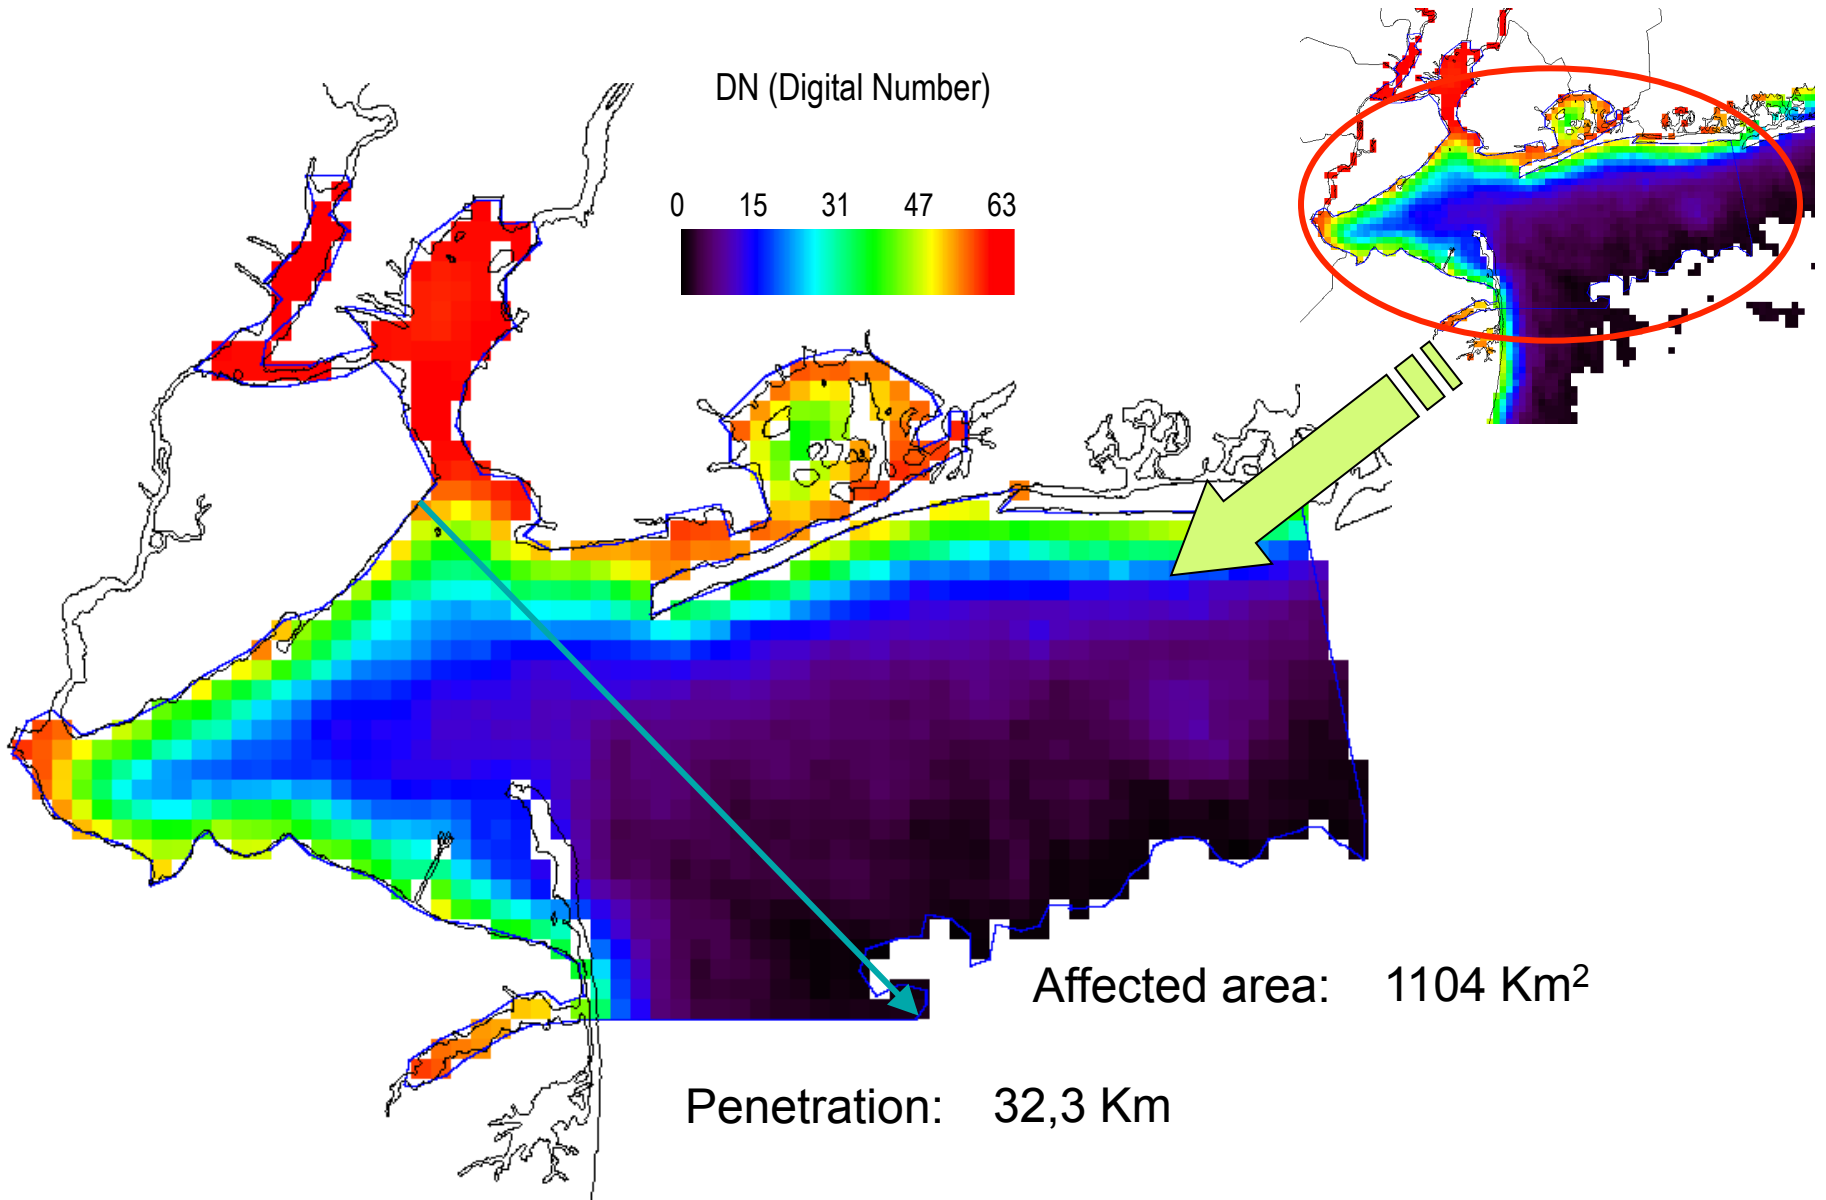 DN (Digital Number)
0 15 31 47 63
Affected area: 1104 Km²
Penetration: 32,3 Km